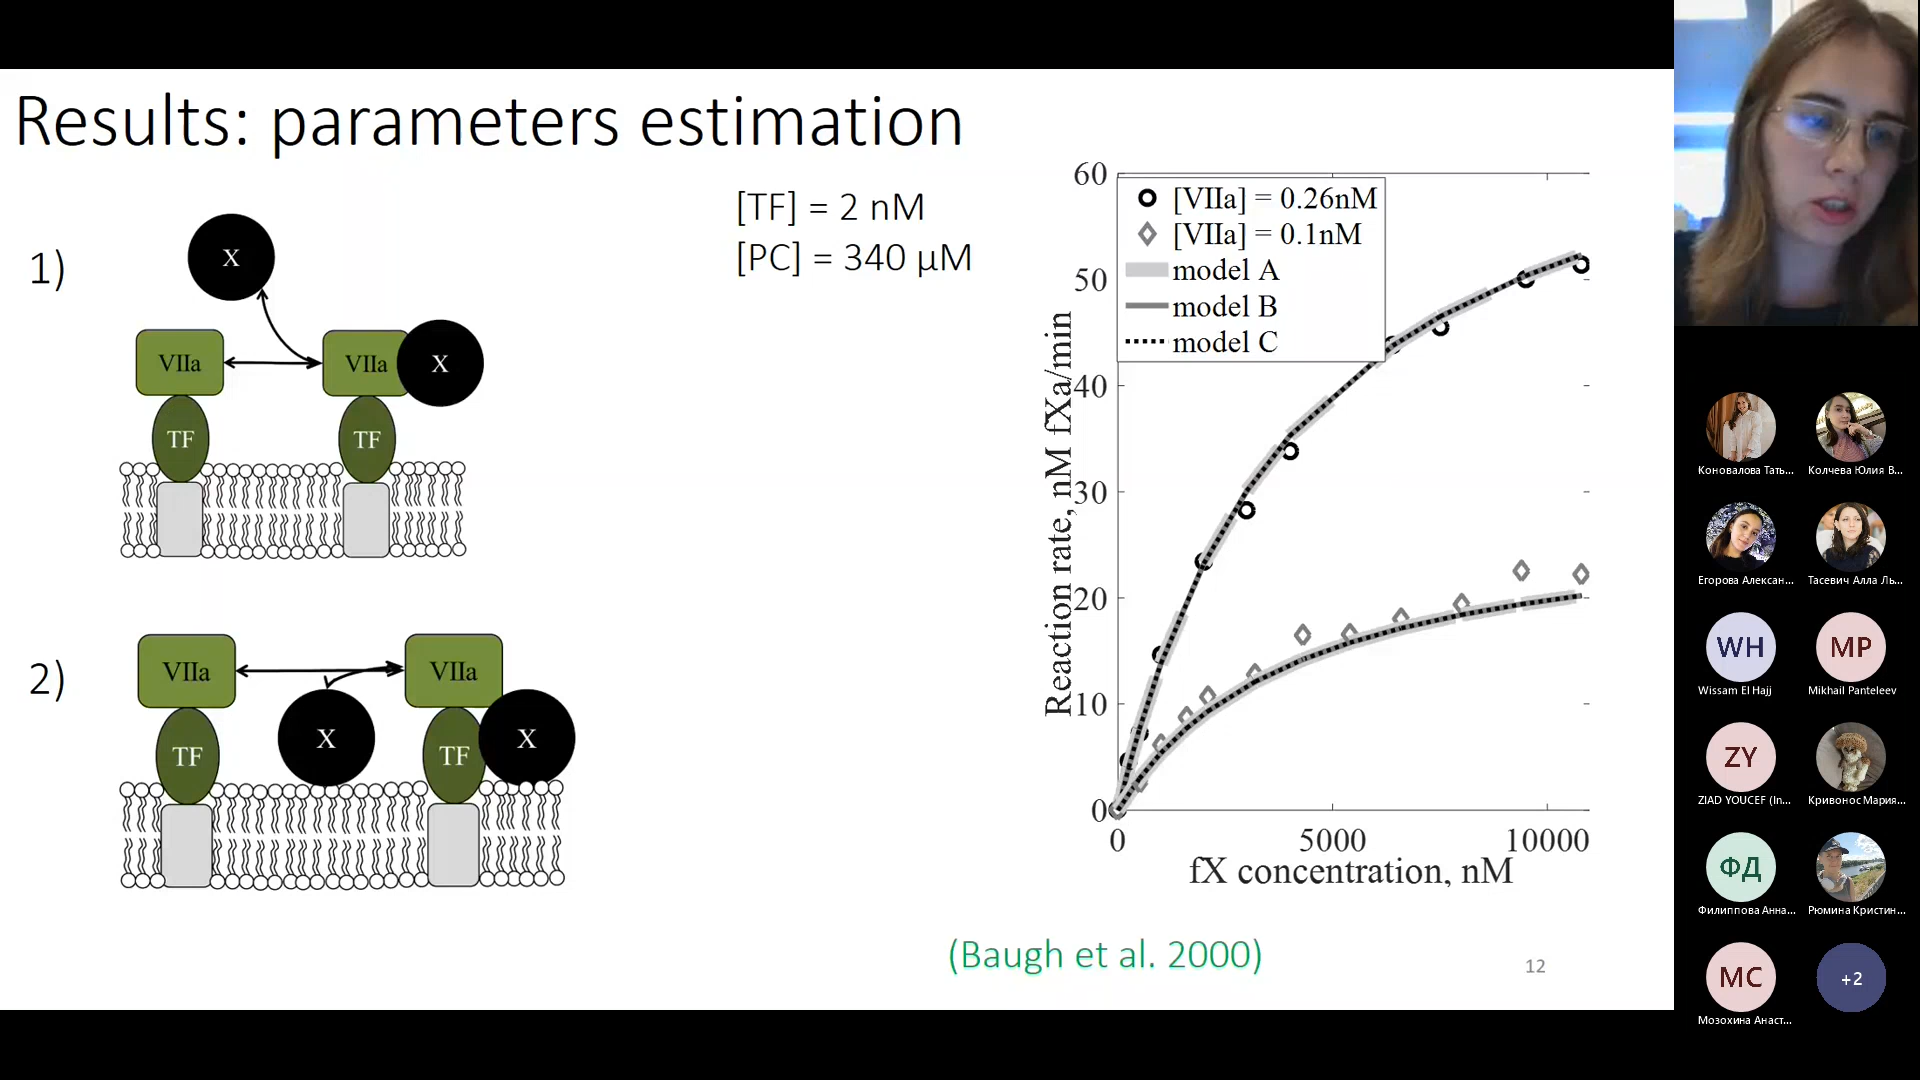 Results: parameters estimation
[TF] = 2 nM
[PC] = 340 µM
1)
X
VIIa
VIIa
X
TF
TF
2)
VIIa
VIIa
X
X
TF
TF
60
50
40
30
20
10
0
[VIIa] = 0.26nM
[VIIa] = 0.1nM
model A
model B
model C
Reaction rate, nM fXa/min
0
5000
10000
fX concentration, nM
(Baugh et al. 2000)
12
Коновалова Тать...
Колчева Юлия В...
Егорова Алексан...
Тасевич Алла Ль...
WH
MP
Wissam El Hajj
Mikhail Panteleev
ZY
ZIAD YOUCEF (In...
Кривонос Мария...
ФД
Филиппова Анна...
Рюмина Кристин...
МС
+2
Мозохина Анаст...